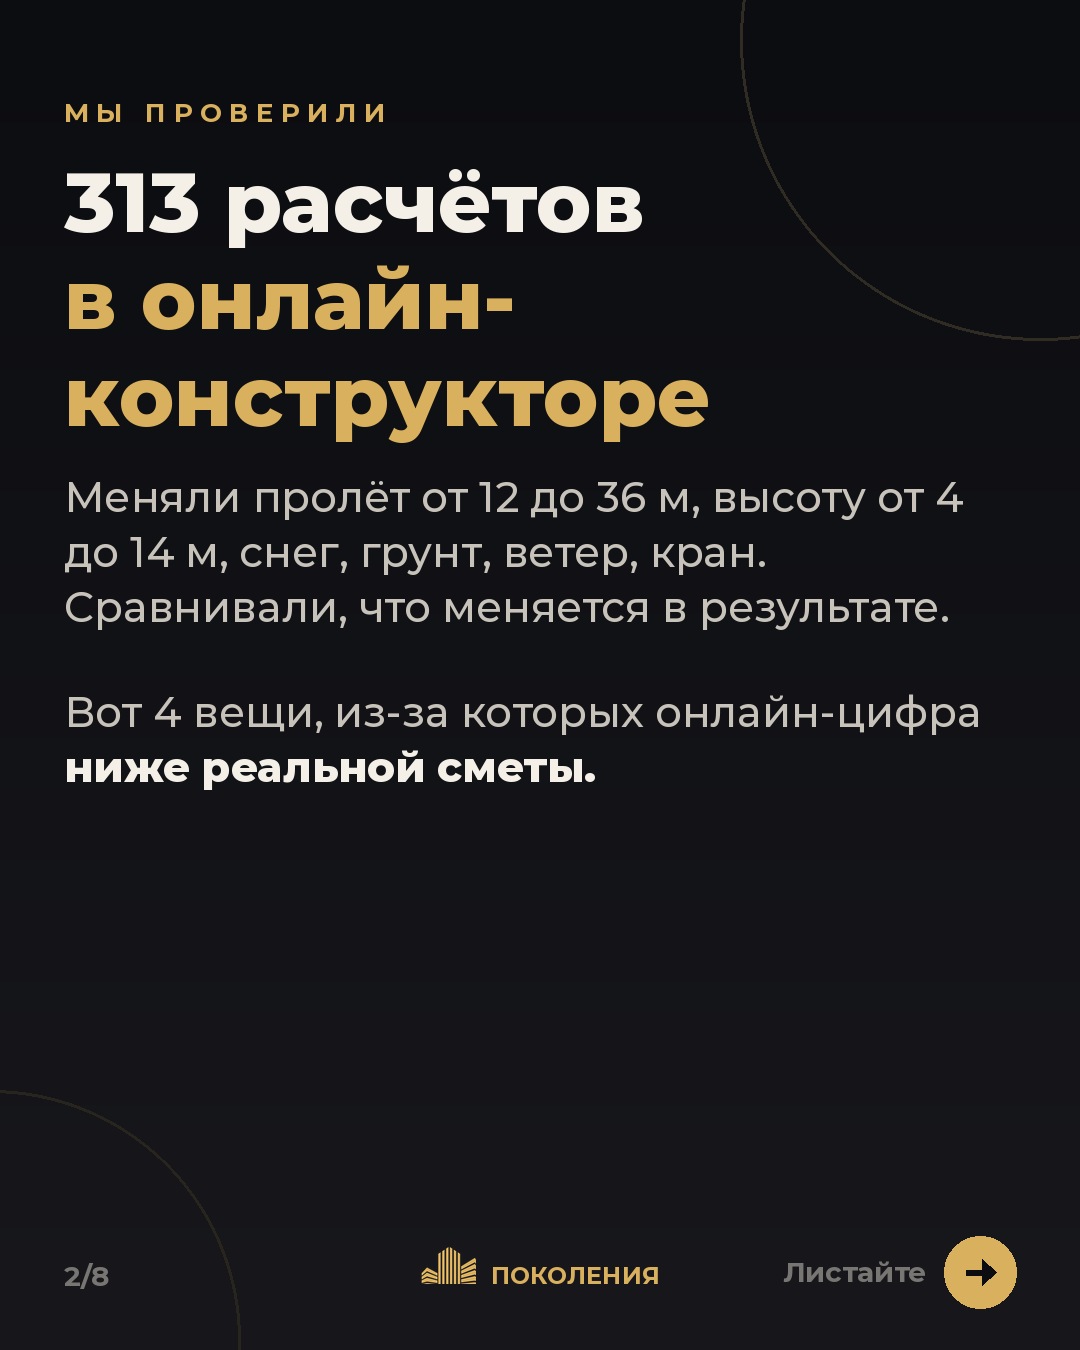 МЫ ПРОВЕРИЛИ
313 расчётов
в онлайн-
конструкторе
Меняли пролёт от 12 до 36 м, высоту от 4
до 14 м, снег, грунт, ветер, кран.
Сравнивали, что меняется в результате.
Вот 4 вещи, из-за которых онлайн-цифра
ниже реальной сметы.
2/8
ПОКОЛЕНИЯ
Листайте